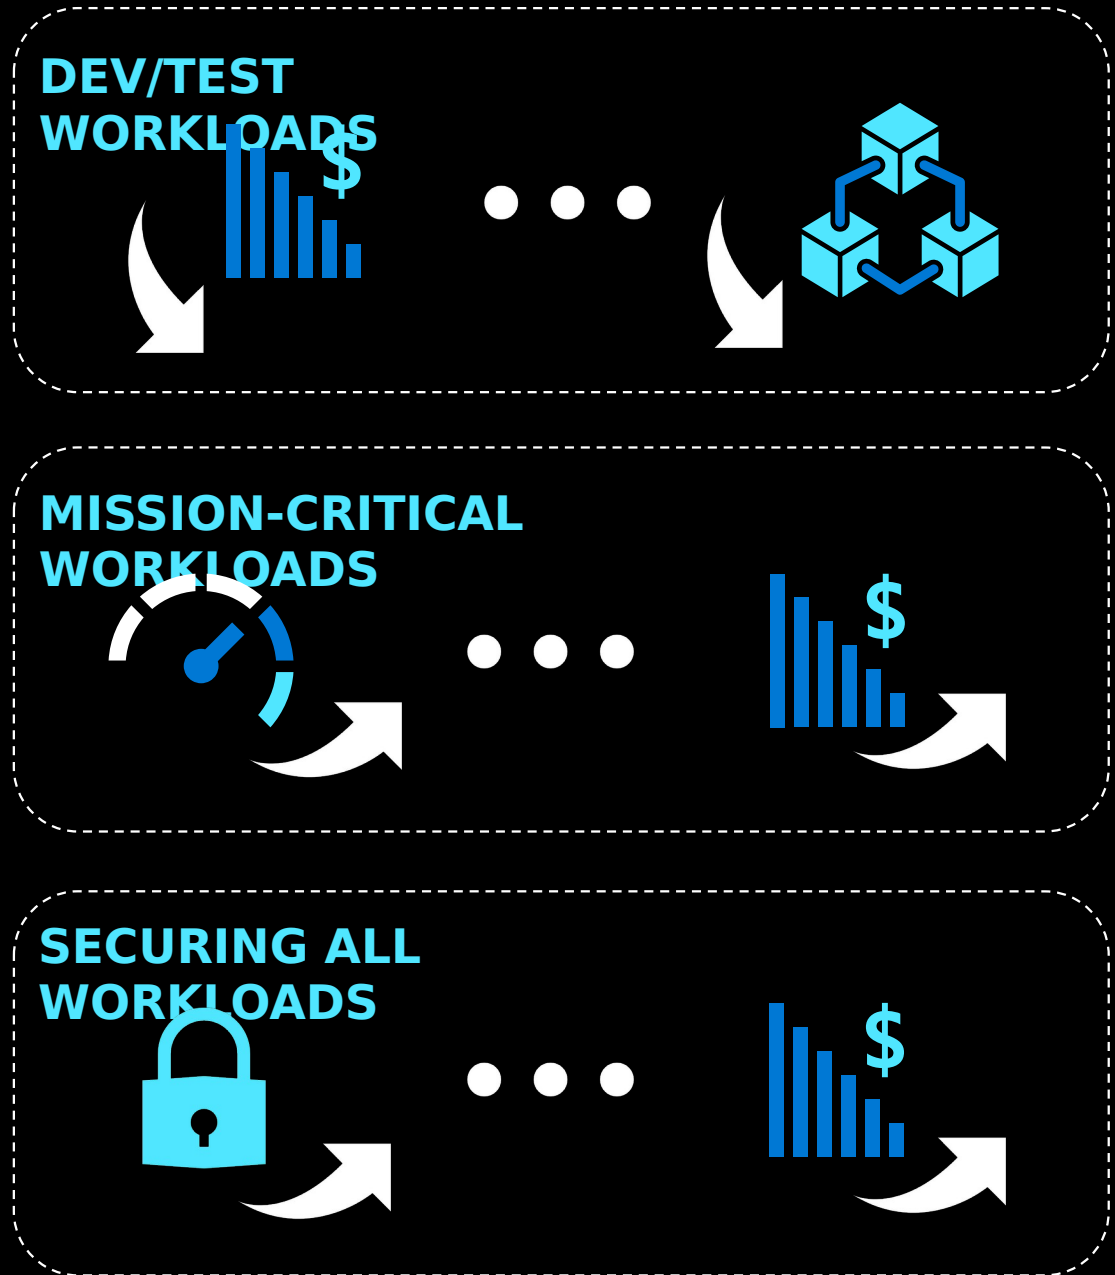 DEV/TEST
WORKLOADS
$
MISSION-CRITICAL
WORKLOADS
$
SECURING ALL
WORKLOADS
$